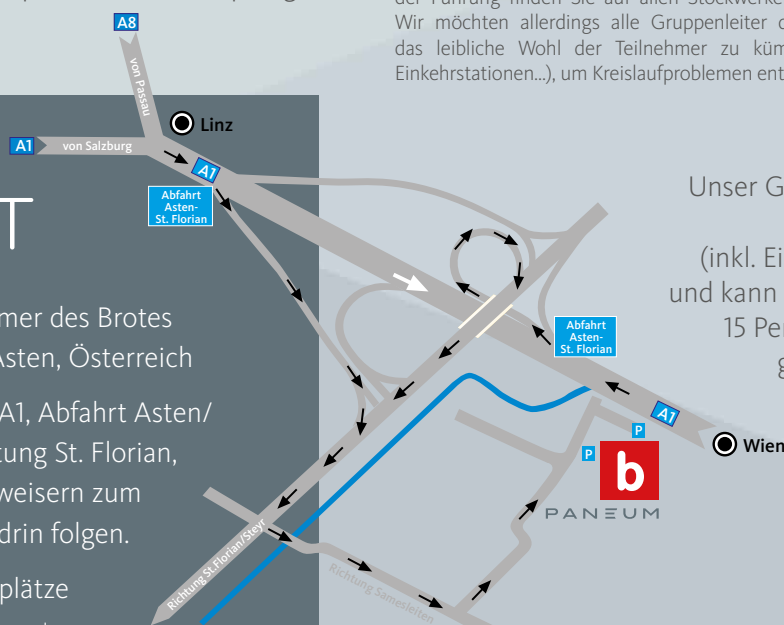 der Führung finden Sie auf allen Stockwerke
Wir möchten allerdings alle Gruppenleiter
das leibliche Wohl der Teilnehmer zu küm
Einkehrstationen...), um Kreislaufproblemen ent
A8
von Passau
Linz
A1
von Salzburg
A1
Abfahrt
Asten-
St. Florian
T
Unser G
(inkl. Ei
und kann
15 Per
g
mer des Brotes
Asten, Österreich
A1, Abfahrt Asten/
tung St. Florian,
weisern zum
drin folgen.
plätze
Abfahrt
Asten-
St. Florian
A1
Wien
P
P
b
PANEUM
Richtung St.Florian/Steyr
Richtung Samesleiten